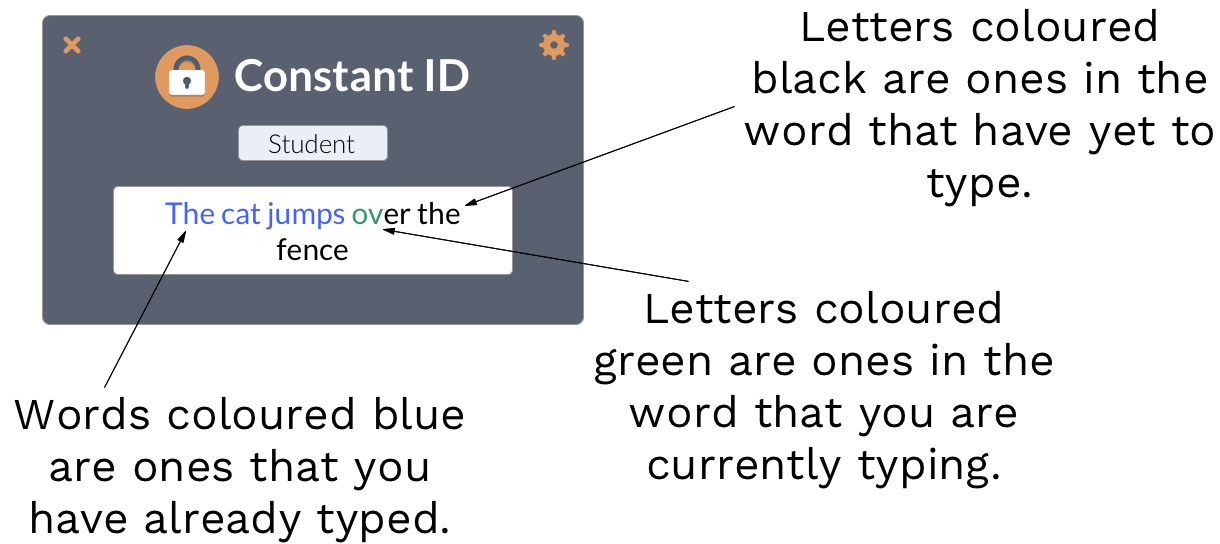 Constant ID
Student
The cat jumps over the
fence
Letters coloured
black are ones in the
word that have yet to
type.
Letters coloured
green are ones in the
word that you are
currently typing.
Words coloured blue
are ones that you
have already typed.